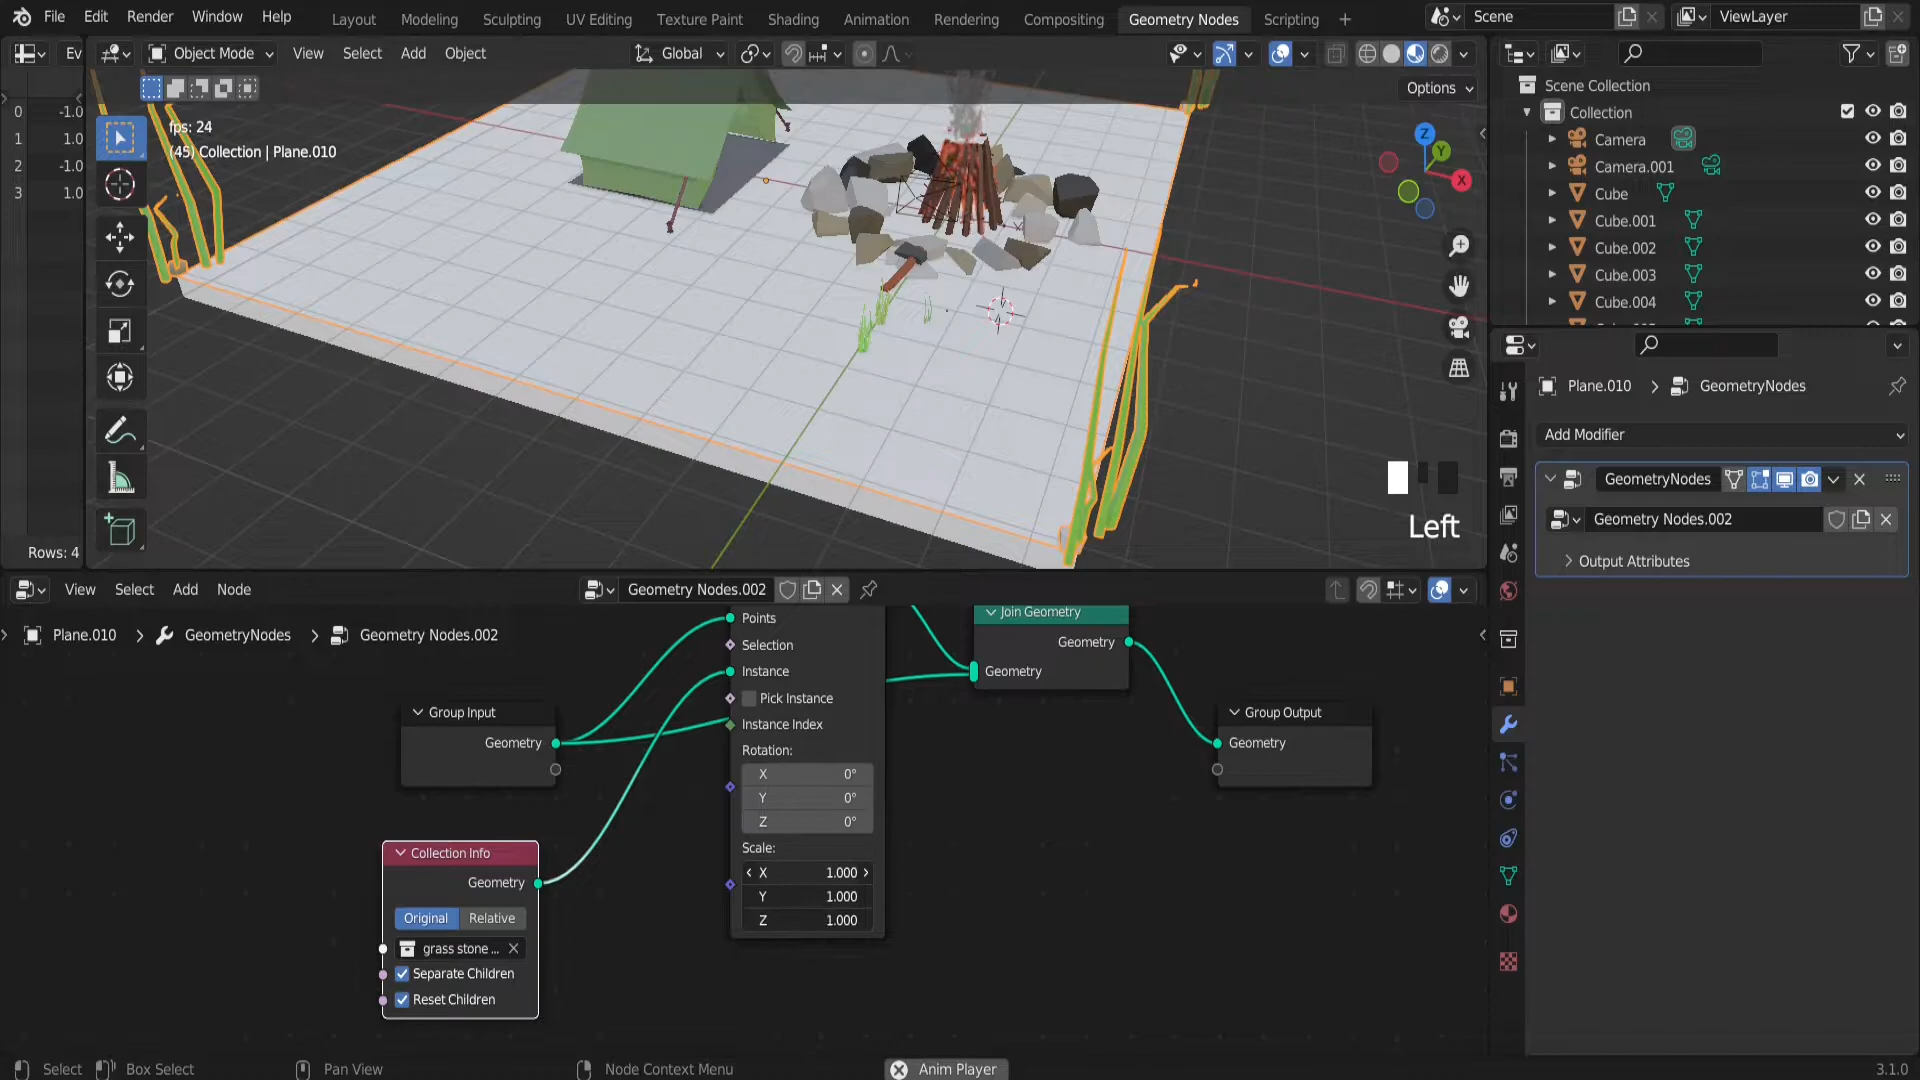 File Edit Render Window Help
Layout Modeling Sculpting UV Editing Texture Paint Shading Animation Rendering Compositing Geometry Nodes Scripting +
Scene
ViewLayer
Ev
Object Mode View Select Add Object
Global
Options
fps: 24
(45) Collection | Plane.010
0 -1.0
1 1.0
2 -1.0
3 1.0
Rows: 4
Z
Y
X
Left
Scene Collection
Collection
Camera
Camera.001
Cube
Cube.001
Cube.002
Cube.003
Cube.004
Plane.010 > GeometryNodes
Add Modifier
GeometryNodes
Geometry Nodes.002
Output Attributes
View Select Add Node
Geometry Nodes.002
Plane.010 > GeometryNodes > Geometry Nodes.002
Points
Selection
Instance
Pick Instance
Instance Index
Rotation:
X 0°
Y 0°
Z 0°
Scale:
X 1.000
Y 1.000
Z 1.000
Join Geometry
Geometry
Geometry
Group Input
Geometry
Group Output
Geometry
Collection Info
Geometry
Original Relative
grass stone ...
Separate Children
Reset Children
Select Box Select Pan View Node Context Menu Anim Player 3.1.0